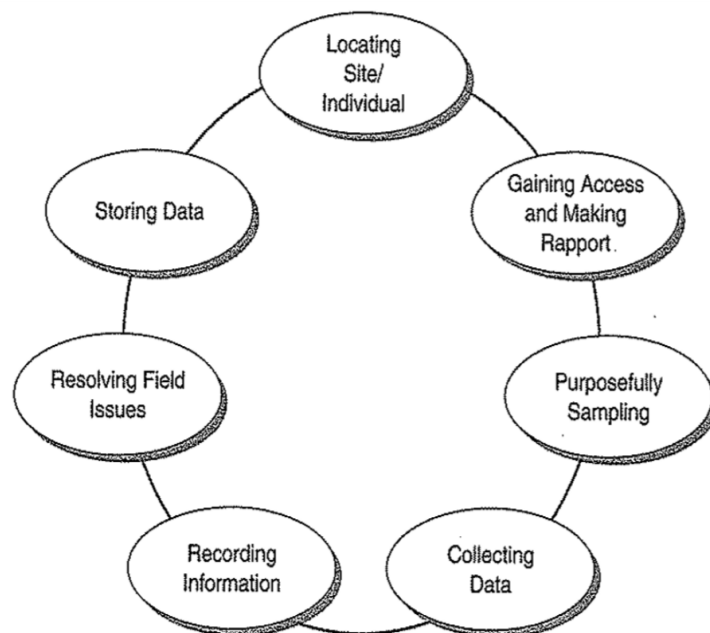 Locating
Site/
Individual
Gaining Access
and Making
Rapport
Purposefully
Sampling
Collecting
Data
Recording
Information
Resolving Field
Issues
Storing Data